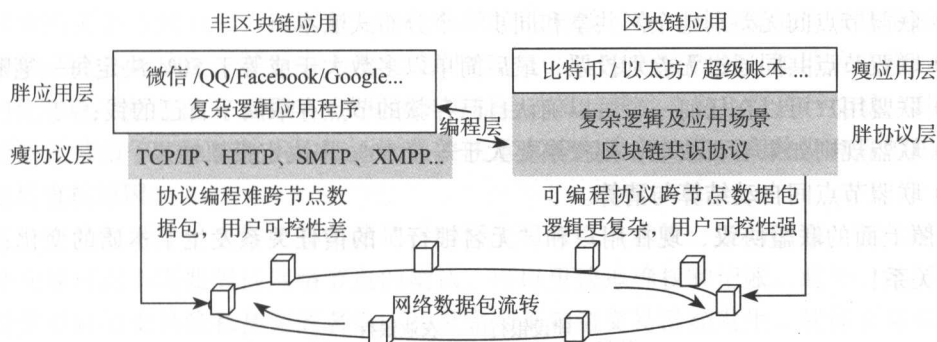 非区块链应用
区块链应用
胖应用层
微信/QQ/Facebook/Google...
复杂逻辑应用程序
比特币/以太坊/超级账本...
瘦应用层
编程层
瘦协议层
TCP/IP、HTTP、SMTP、XMPP...
复杂逻辑及应用场景
区块链共识协议
胖协议层
协议编程难跨节点数
据包,用户可控性差
可编程协议跨节点数据包
逻辑更复杂,用户可控性强
网络数据包流转